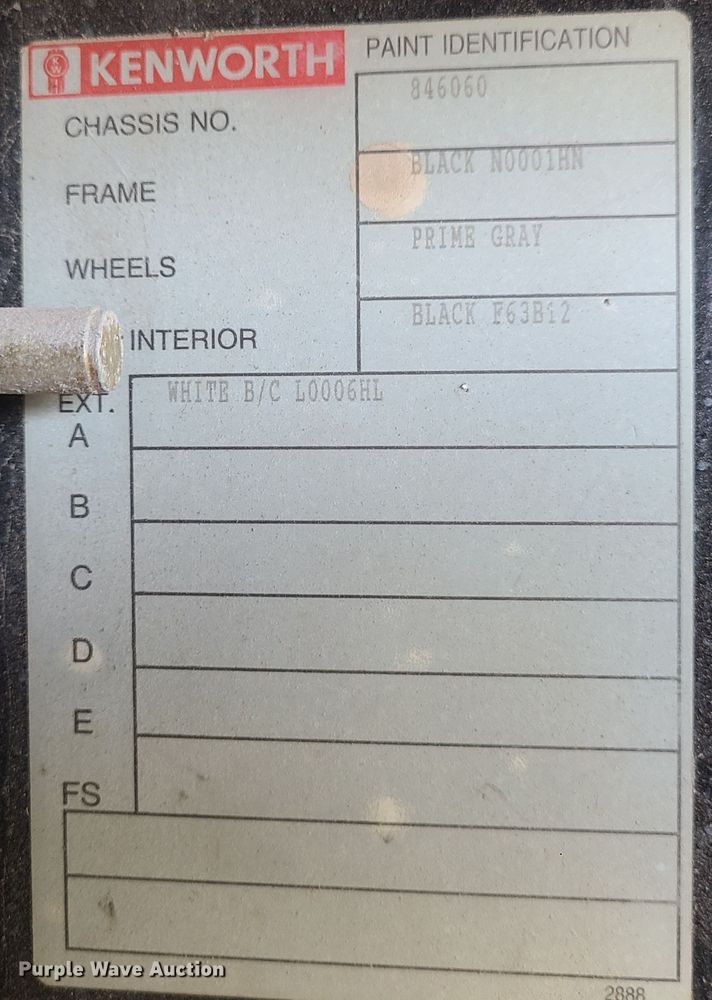 KENWORTH PAINT IDENTIFICATION
CHASSIS NO. 846060
FRAME BLACK N0001HN
WHEELS PRIME GRAY
INTERIOR BLACK F63B12
EXT.
A WHITE B/C L0006HL
B
C
D
E
FS
Purple Wave Auction
2888